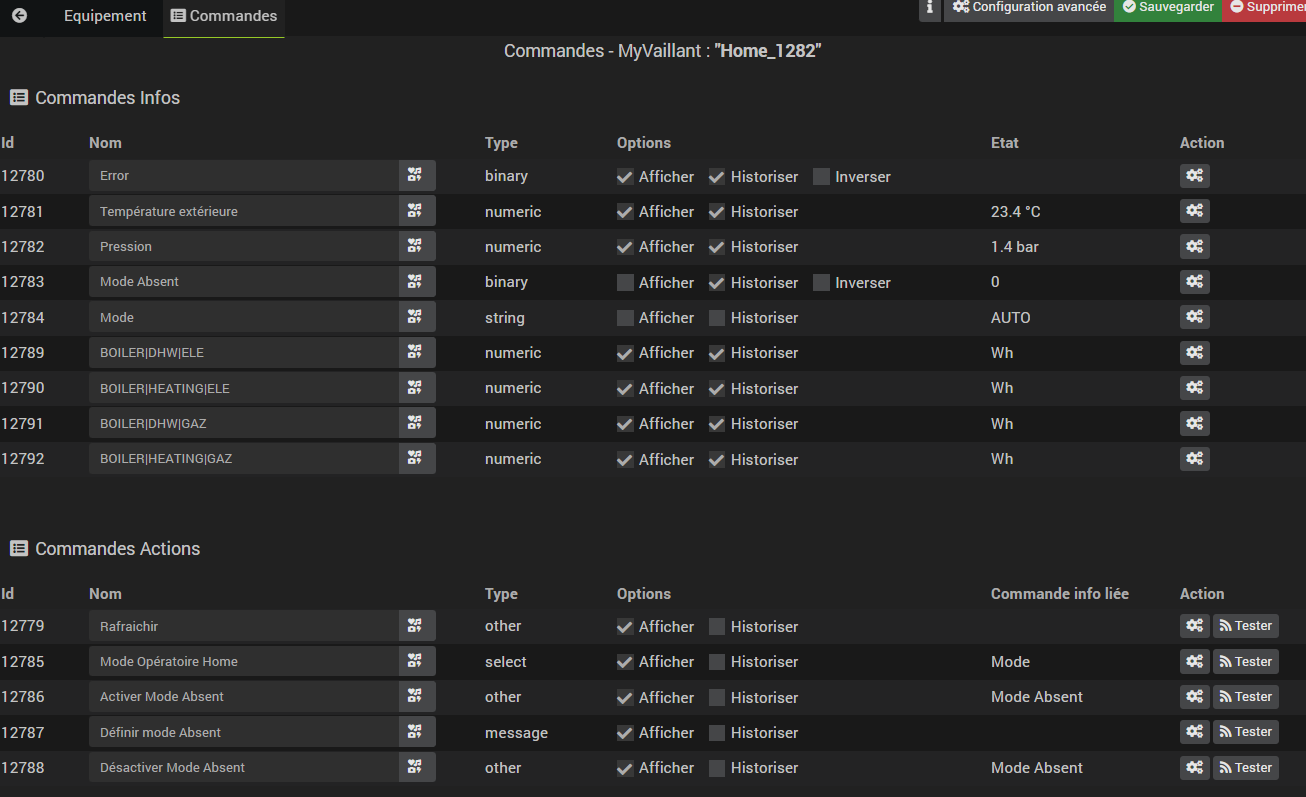 Equipement Commandes Configuration avancée Sauvegarder Supprimer
Commandes - MyVaillant : "Home_1282"
Commandes Infos
Id Nom Type Options Etat Action
12780 Error binary Afficher Historiser Inverser
12781 Température extérieure numeric Afficher Historiser 23.4 °C
12782 Pression numeric Afficher Historiser 1.4 bar
12783 Mode Absent binary Afficher Historiser Inverser 0
12784 Mode string Afficher Historiser AUTO
12789 BOILER|DHW|ELE numeric Afficher Historiser Wh
12790 BOILER|HEATING|ELE numeric Afficher Historiser Wh
12791 BOILER|DHW|GAZ numeric Afficher Historiser Wh
12792 BOILER|HEATING|GAZ numeric Afficher Historiser Wh
Commandes Actions
Id Nom Type Options Commande info liée Action
12779 Rafraichir other Afficher Historiser Tester
12785 Mode Opératoire Home select Afficher Historiser Mode Tester
12786 Activer Mode Absent other Afficher Historiser Mode Absent Tester
12787 Définir mode Absent message Afficher Historiser Tester
12788 Désactiver Mode Absent other Afficher Historiser Mode Absent Tester